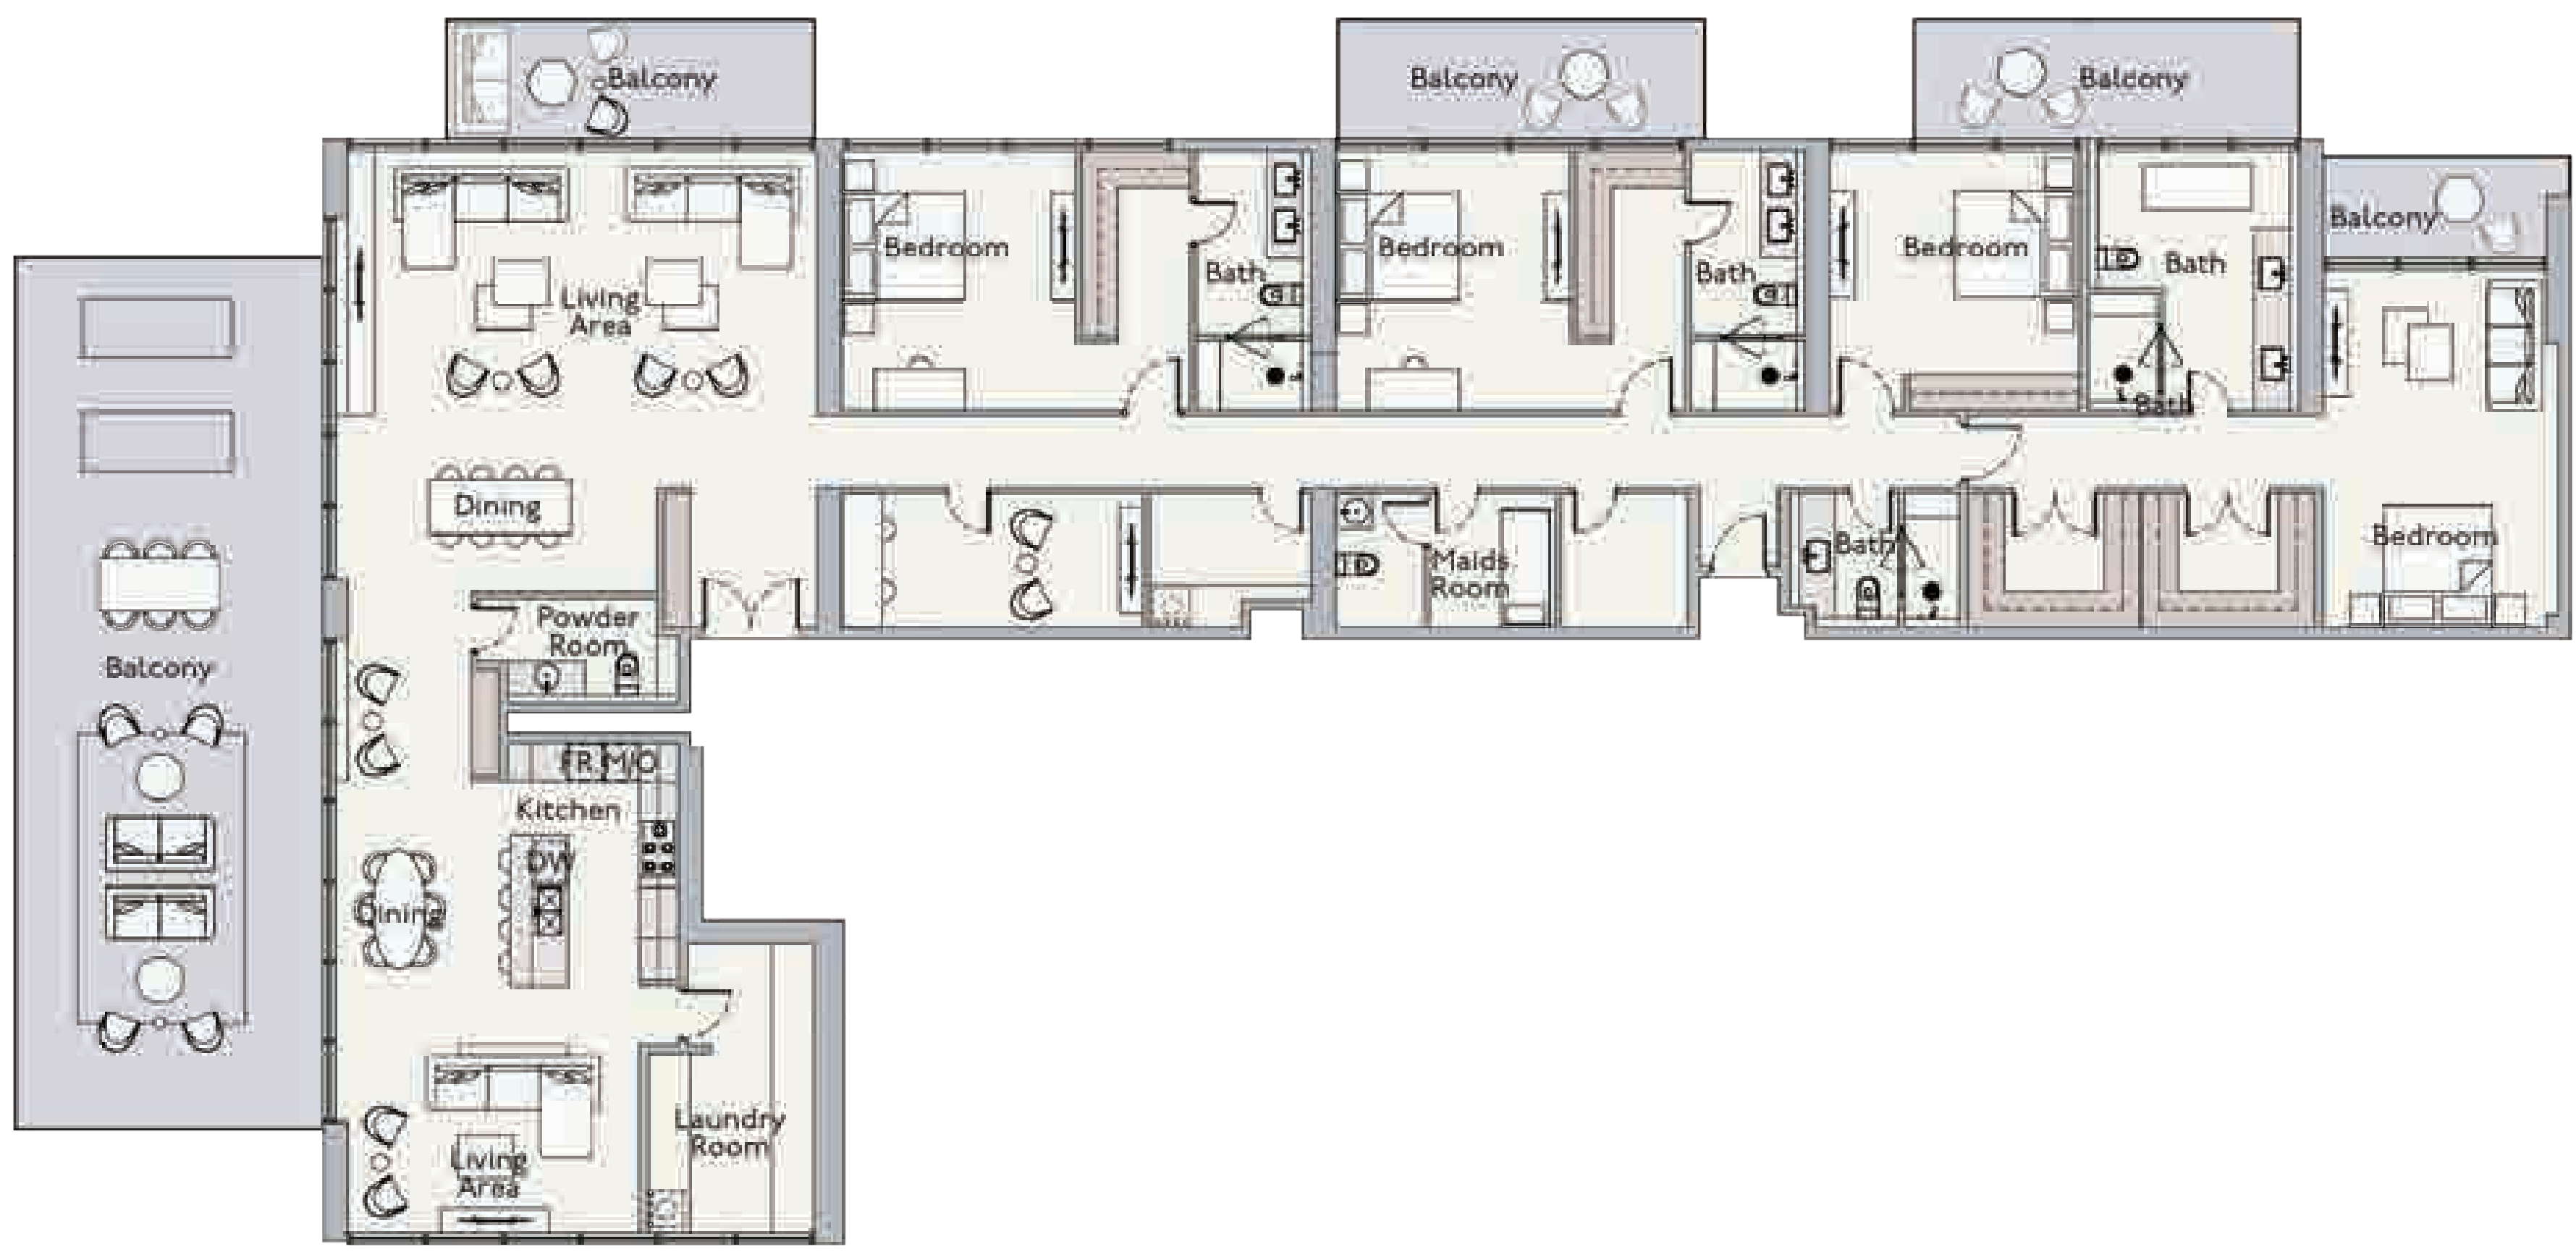 Balcony
Balcony
Balcony
Balcony
Bedroom
Bedroom
Bedroom
Bath
Bath
Bath
Living
Area
Bath
Dining
Bedroom
Bath
Maids
Room
Powder
Room
Balcony
FR M/O
Kitchen
DW
Dining
Laundry
Room
Living
Area